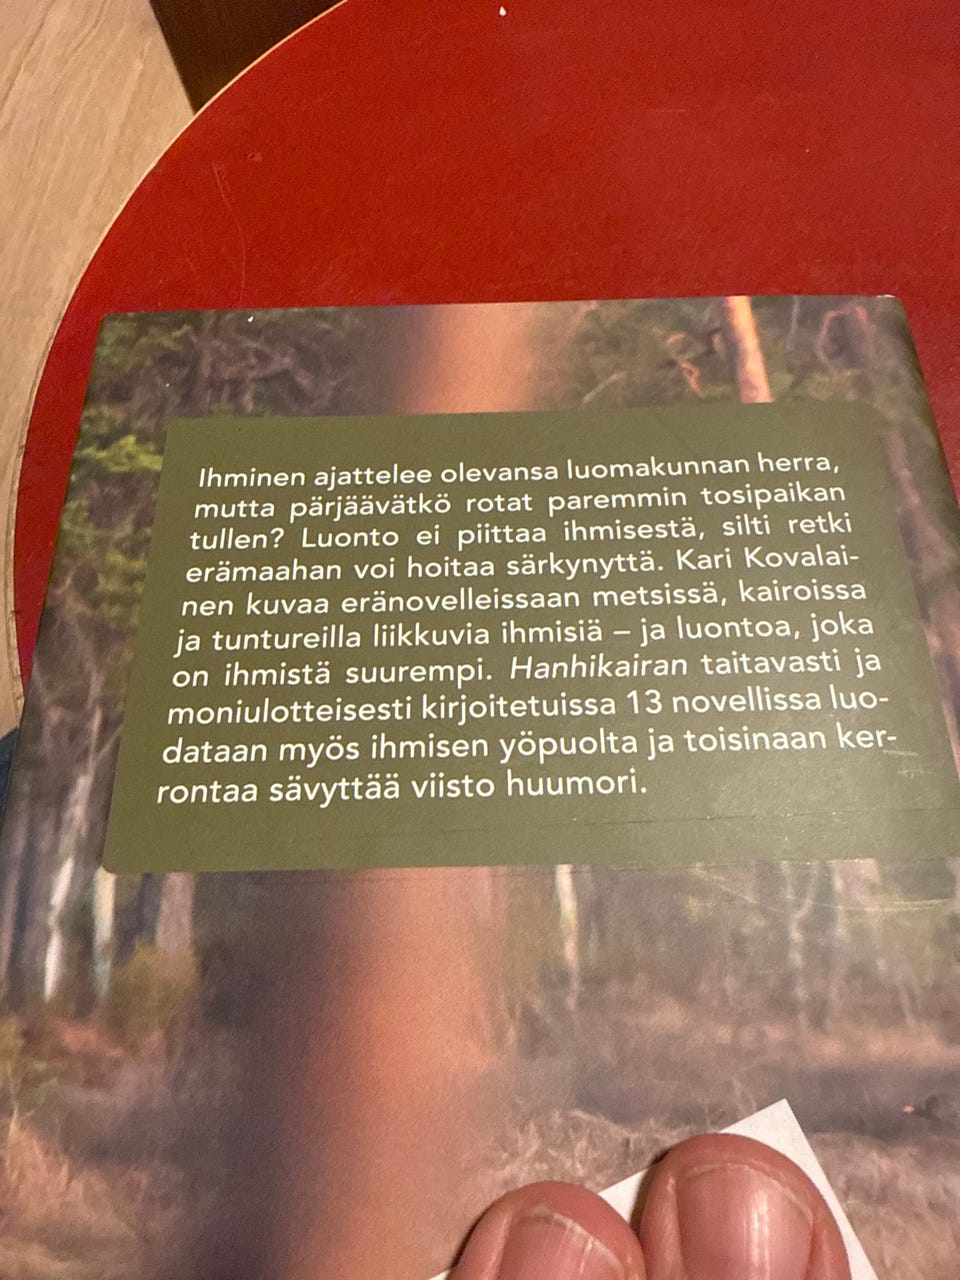 Ihminen ajattelee olevansa luomakunnan herra,
mutta pärjäävätkö rotat paremmin tosipaikan
tullen? Luonto ei piittaa ihmisestä, silti retki
erämaahan voi hoitaa särkynyttä. Kari Kovalai-
nen kuvaa eränovelleissaan metsissä, kairoissa
ja tuntureilla liikkuvia ihmisiä – ja luontoa, joka
on ihmistä suurempi. Hanhikairan taitavasti ja
moniulotteisesti kirjoitetuissa 13 novellissa luo-
dataan myös ihmisen yöpuolta ja toisinaan ker-
rontaa sävyttää viisto huumori.